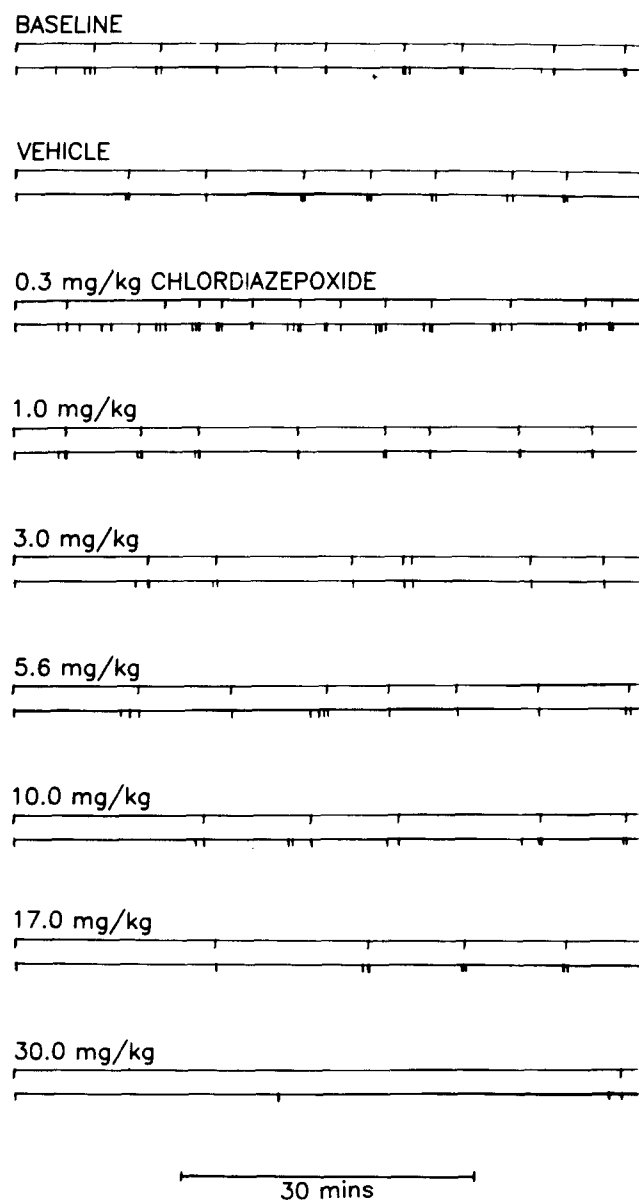 BASELINE
VEHICLE
0.3 mg/kg CHLORDIAZEPOXIDE
1.0 mg/kg
3.0 mg/kg
5.6 mg/kg
10.0 mg/kg
17.0 mg/kg
30.0 mg/kg
30 mins